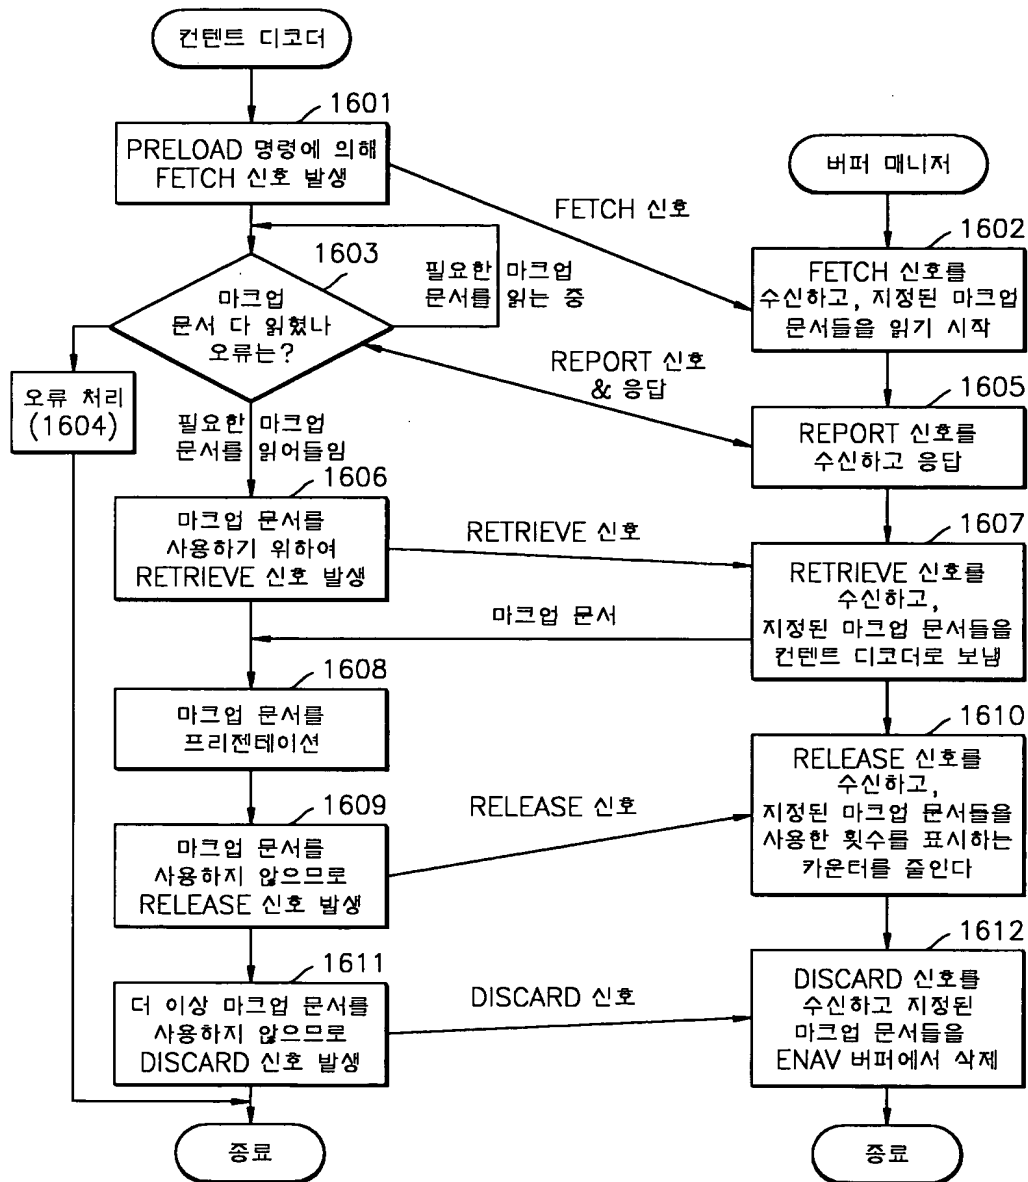 컨텐트 디코더
1601
PRELOAD 명령에 의해
FETCH 신호 발생
버퍼 매니저
FETCH 신호
1602
FETCH 신호를
수신하고, 지정된 마크업
문서들을 읽기 시작
1603
마크업
문서 다 읽혔나
오류는?
필요한 마크업
문서를 읽는 중
REPORT 신호
& 응답
오류 처리
(1604)
필요한 마크업
문서를 읽어들임
1605
REPORT 신호를
수신하고 응답
1606
마크업 문서를
사용하기 위하여
RETRIEVE 신호 발생
RETRIEVE 신호
1607
RETRIEVE 신호를
수신하고,
지정된 마크업 문서들을
컨텐트 디코더로 보냄
마크업 문서
1608
마크업 문서를
프리젠테이션
1609
마크업 문서를
사용하지 않으므로
RELEASE 신호 발생
RELEASE 신호
1610
RELEASE 신호를
수신하고,
지정된 마크업 문서들을
사용한 횟수를 표시하는
카운터를 줄인다
1611
더 이상 마크업 문서를
사용하지 않으므로
DISCARD 신호 발생
DISCARD 신호
1612
DISCARD 신호를
수신하고 지정된
마크업 문서들을
ENAV 버퍼에서 삭제
종료
종료